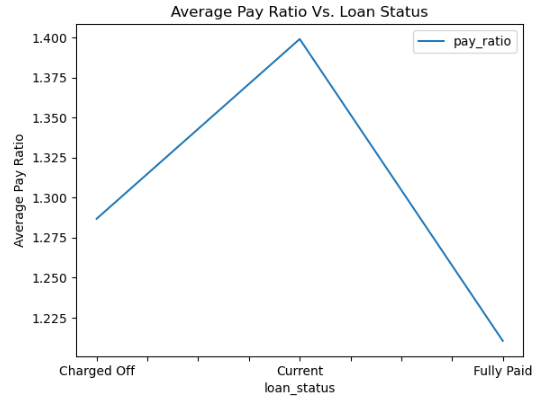 Average Pay Ratio Vs. Loan Status
pay_ratio
Average Pay Ratio
1.400
1.375
1.350
1.325
1.300
1.275
1.250
1.225
Charged Off Current Fully Paid
loan_status